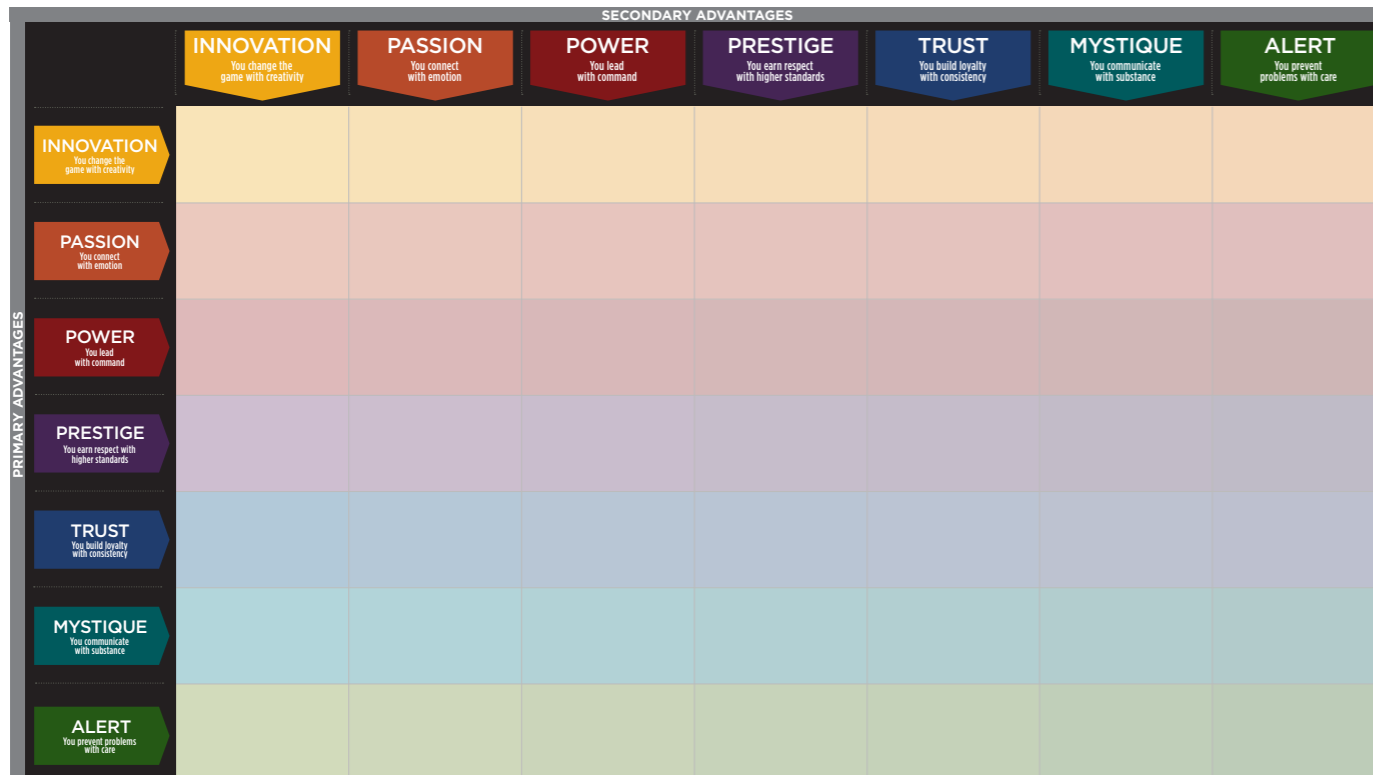 SECONDARY ADVANTAGES
INNOVATION
You change the
game with creativity
PASSION
You connect
with emotion
POWER
You lead
with command
PRESTIGE
You earn respect
with higher standards
TRUST
You build loyalty
with consistency
MYSTIQUE
You communicate
with substance
ALERT
You prevent
problems with care
PRIMARY ADVANTAGES
INNOVATION
You change the
game with creativity
PASSION
You connect
with emotion
POWER
You lead
with command
PRESTIGE
You earn respect with
higher standards
TRUST
You build loyalty
with consistency
MYSTIQUE
You communicate
with substance
ALERT
You prevent problems
with care